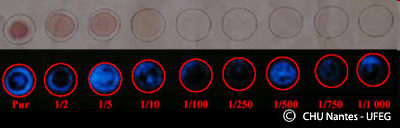 Pur 1/2 1/5 1/10 1/100 1/250 1/500 1/750 1/1 000
© CHU Nantes - UFEG